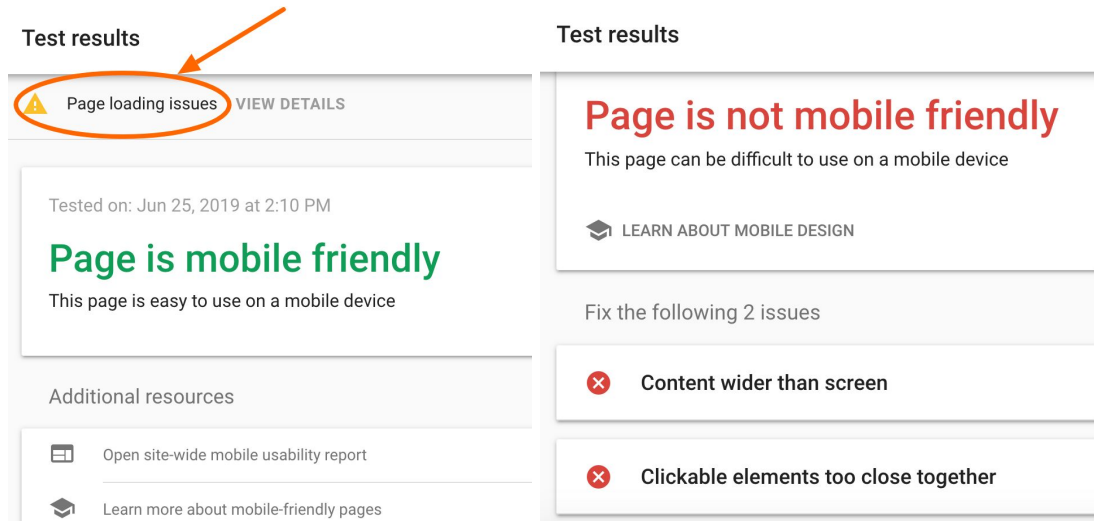 Test results
Page loading issues VIEW DETAILS
Tested on: Jun 25, 2019 at 2:10 PM
Page is mobile friendly
This page is easy to use on a mobile device
Additional resources
Open site-wide mobile usability report
Learn more about mobile-friendly pages
Test results
Page is not mobile friendly
This page can be difficult to use on a mobile device
LEARN ABOUT MOBILE DESIGN
Fix the following 2 issues
Content wider than screen
Clickable elements too close together